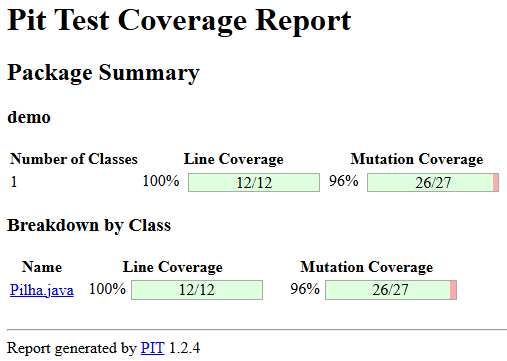 Pit Test Coverage Report
Package Summary
demo
Number of Classes Line Coverage Mutation Coverage
1 100% 12/12 96% 26/27
Breakdown by Class
Name Line Coverage Mutation Coverage
Pilha.java 100% 12/12 96% 26/27
Report generated by PIT 1.2.4